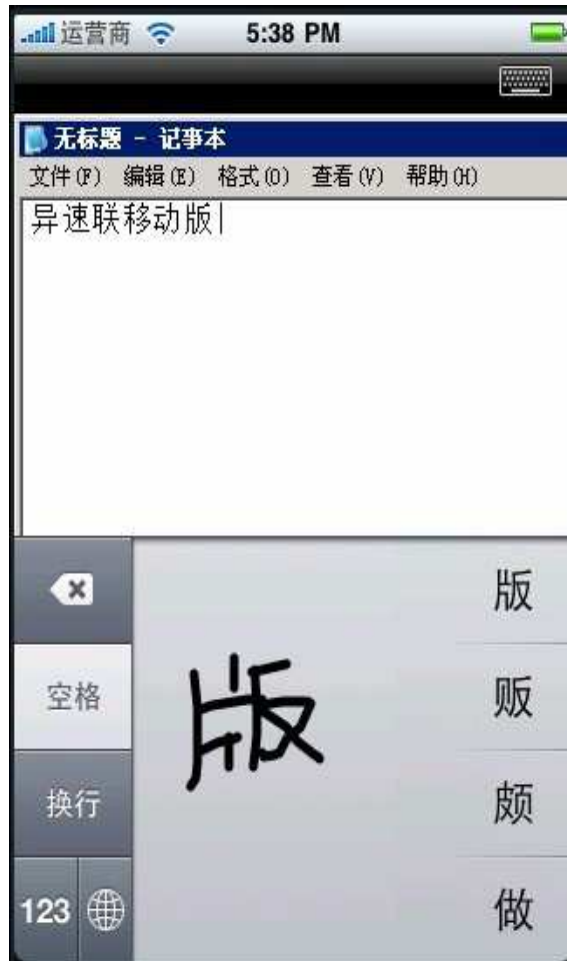 运营商 5:38 PM
无标题 - 记事本
文件(F) 编辑(E) 格式(O) 查看(V) 帮助(H)
异速联移动版
版
空格
换行
123
版
版
贩
颇
做